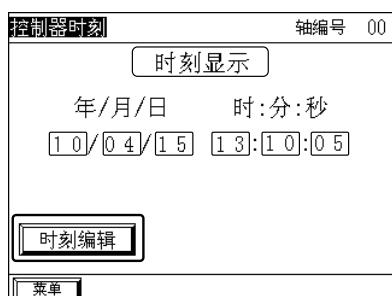 控制器时刻 轴编号 00
时刻显示
年/月/日 时:分:秒
10/04/15 13:10:05
时刻编辑
菜单